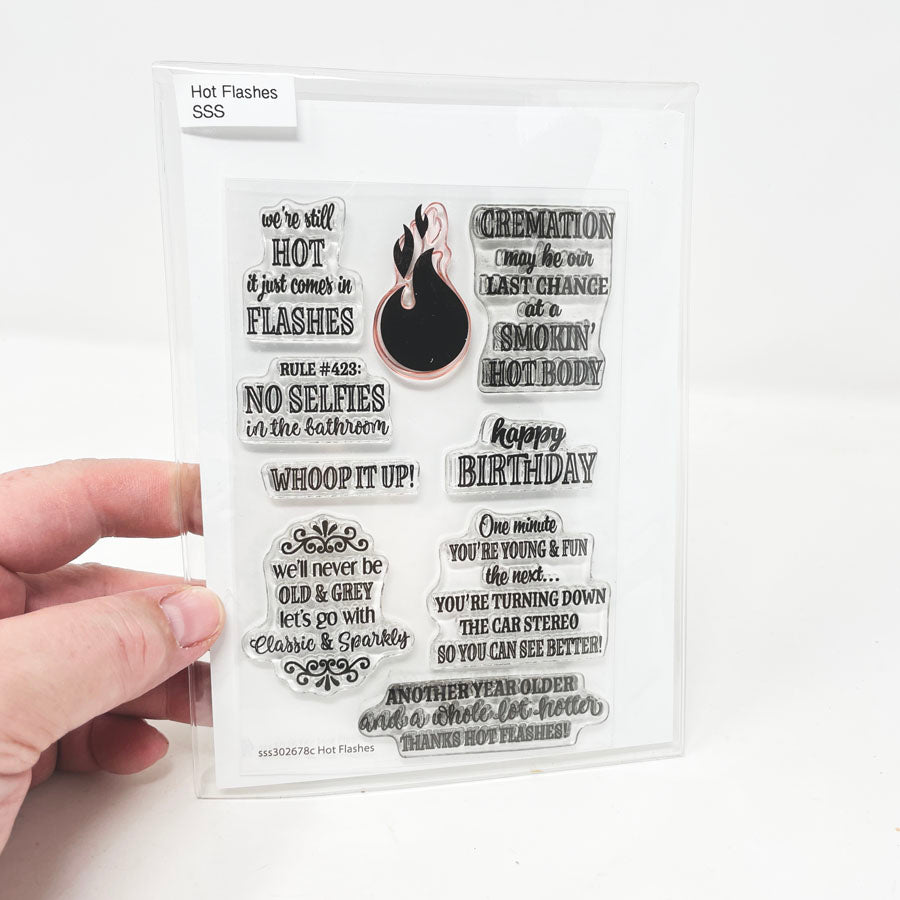 Hot Flashes
SSS
we're still
HOT
it just comes in
FLASHES
CREMATION
may be our
LAST CHANCE
at a
SMOKIN'
HOT BODY
RULE #423:
NO SELFIES
in the bathroom
happy
BIRTHDAY
WHOOP IT UP!
we'll never be
OLD & GREY
let's go with
Classic & Sparkly
One minute
YOU'RE YOUNG & FUN
the next...
YOU'RE TURNING DOWN
THE CAR STEREO
SO YOU CAN SEE BETTER!
ANOTHER YEAR OLDER
and a whole lot hotter
THANKS HOT FLASHES!
sss302678c Hot Flashes